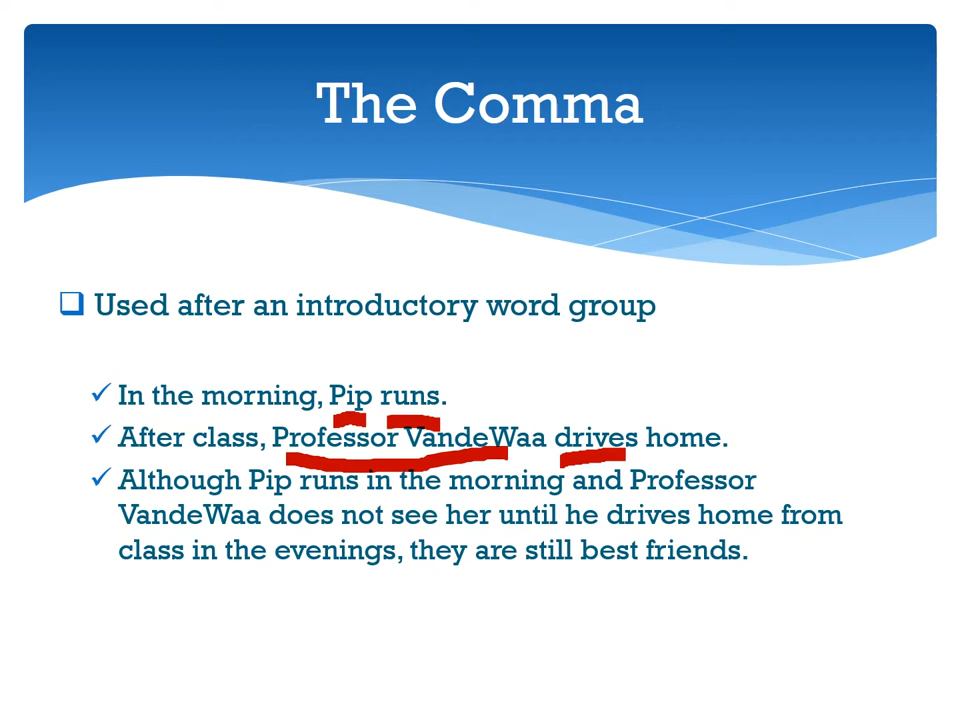 The Comma
Used after an introductory word group
In the morning, Pip runs.
After class, Professor VandeWaa drives home.
Although Pip runs in the morning and Professor
VandeWaa does not see her until he drives home from
class in the evenings, they are still best friends.